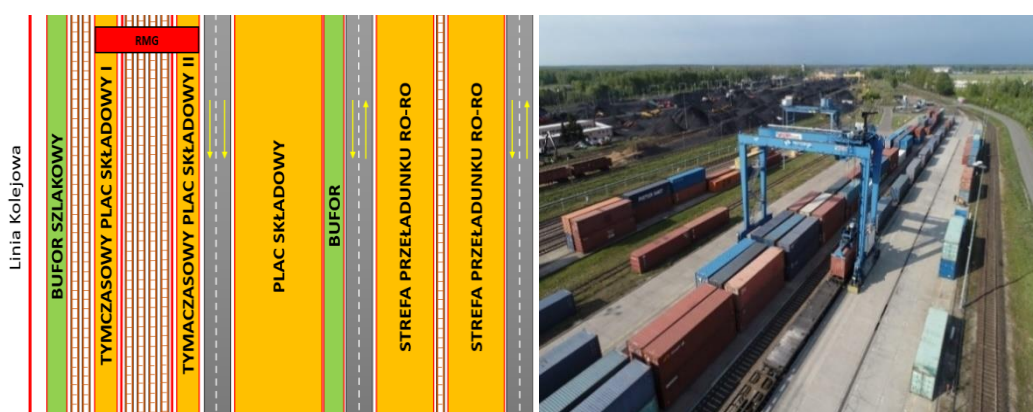 Linia Kolejowa
BUFOR SZLAKOWY
TYMCZASOWY PLAC SKŁADOWY I
RMG
TYMACZASOWY PLAC SKŁADOWY II
PLAC SKŁADOWY
BUFOR
STREFA PRZEŁADUNKU RO-RO
STREFA PRZEŁADUNKU RO-RO